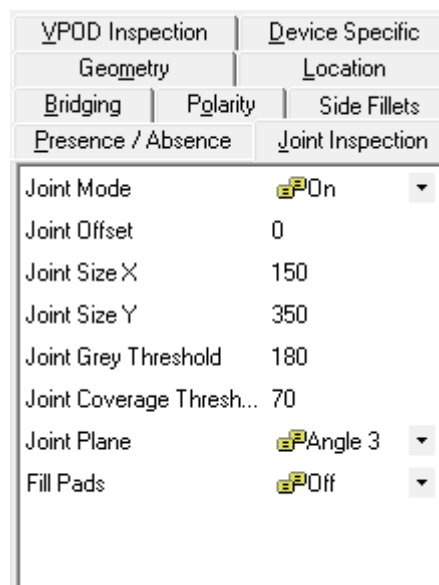 VPOD Inspection Device Specific
Geometry Location
Bridging Polarity Side Fillets
Presence / Absence Joint Inspection
Joint Mode On
Joint Offset 0
Joint Size X 150
Joint Size Y 350
Joint Grey Threshold 180
Joint Coverage Thresh... 70
Joint Plane Angle 3
Fill Pads Off